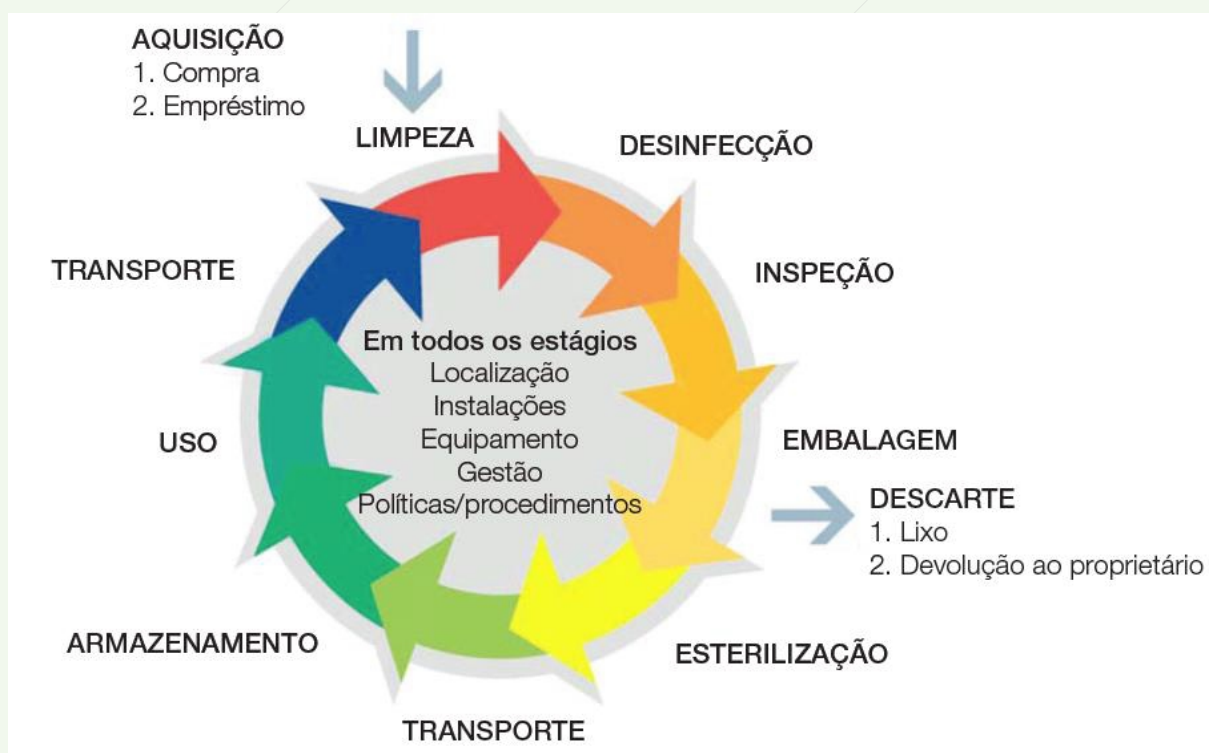 AQUISIÇÃO
1. Compra
2. Empréstimo
LIMPEZA
DESINFECÇÃO
INSPEÇÃO
EMBALAGEM
DESCARTE
1. Lixo
2. Devolução ao proprietário
ESTERILIZAÇÃO
TRANSPORTE
ARMAZENAMENTO
USO
TRANSPORTE
Em todos os estágios
Localização
Instalações
Equipamento
Gestão
Políticas/procedimentos